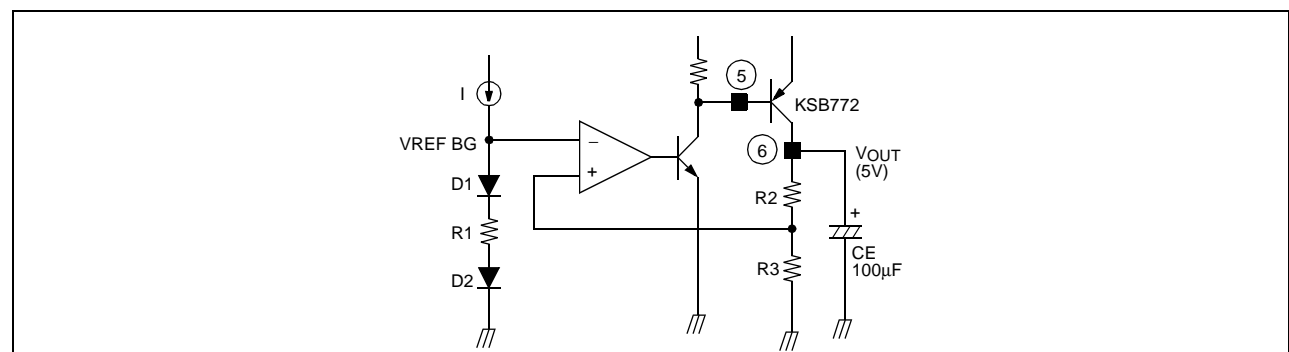 I
VREF BG
D1
R1
D2
−
+
5
KSB772
6
VOUT
(5V)
R2
R3
+
CE
100μF